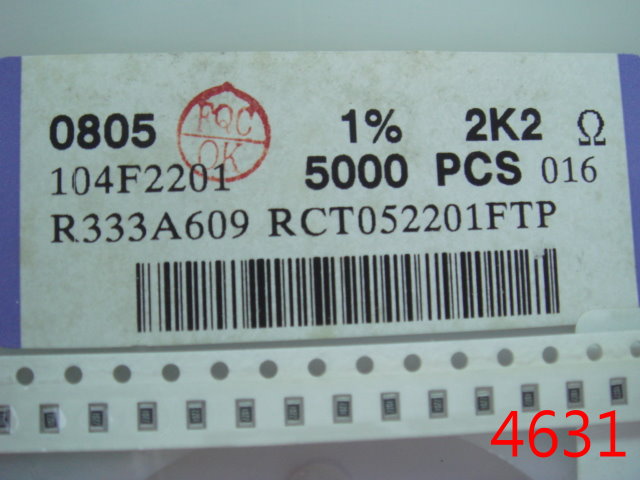 0805 FQC OK 1% 2K2 Ω
104F2201 5000 PCS 016
R333A609 RCT052201FTP
4631